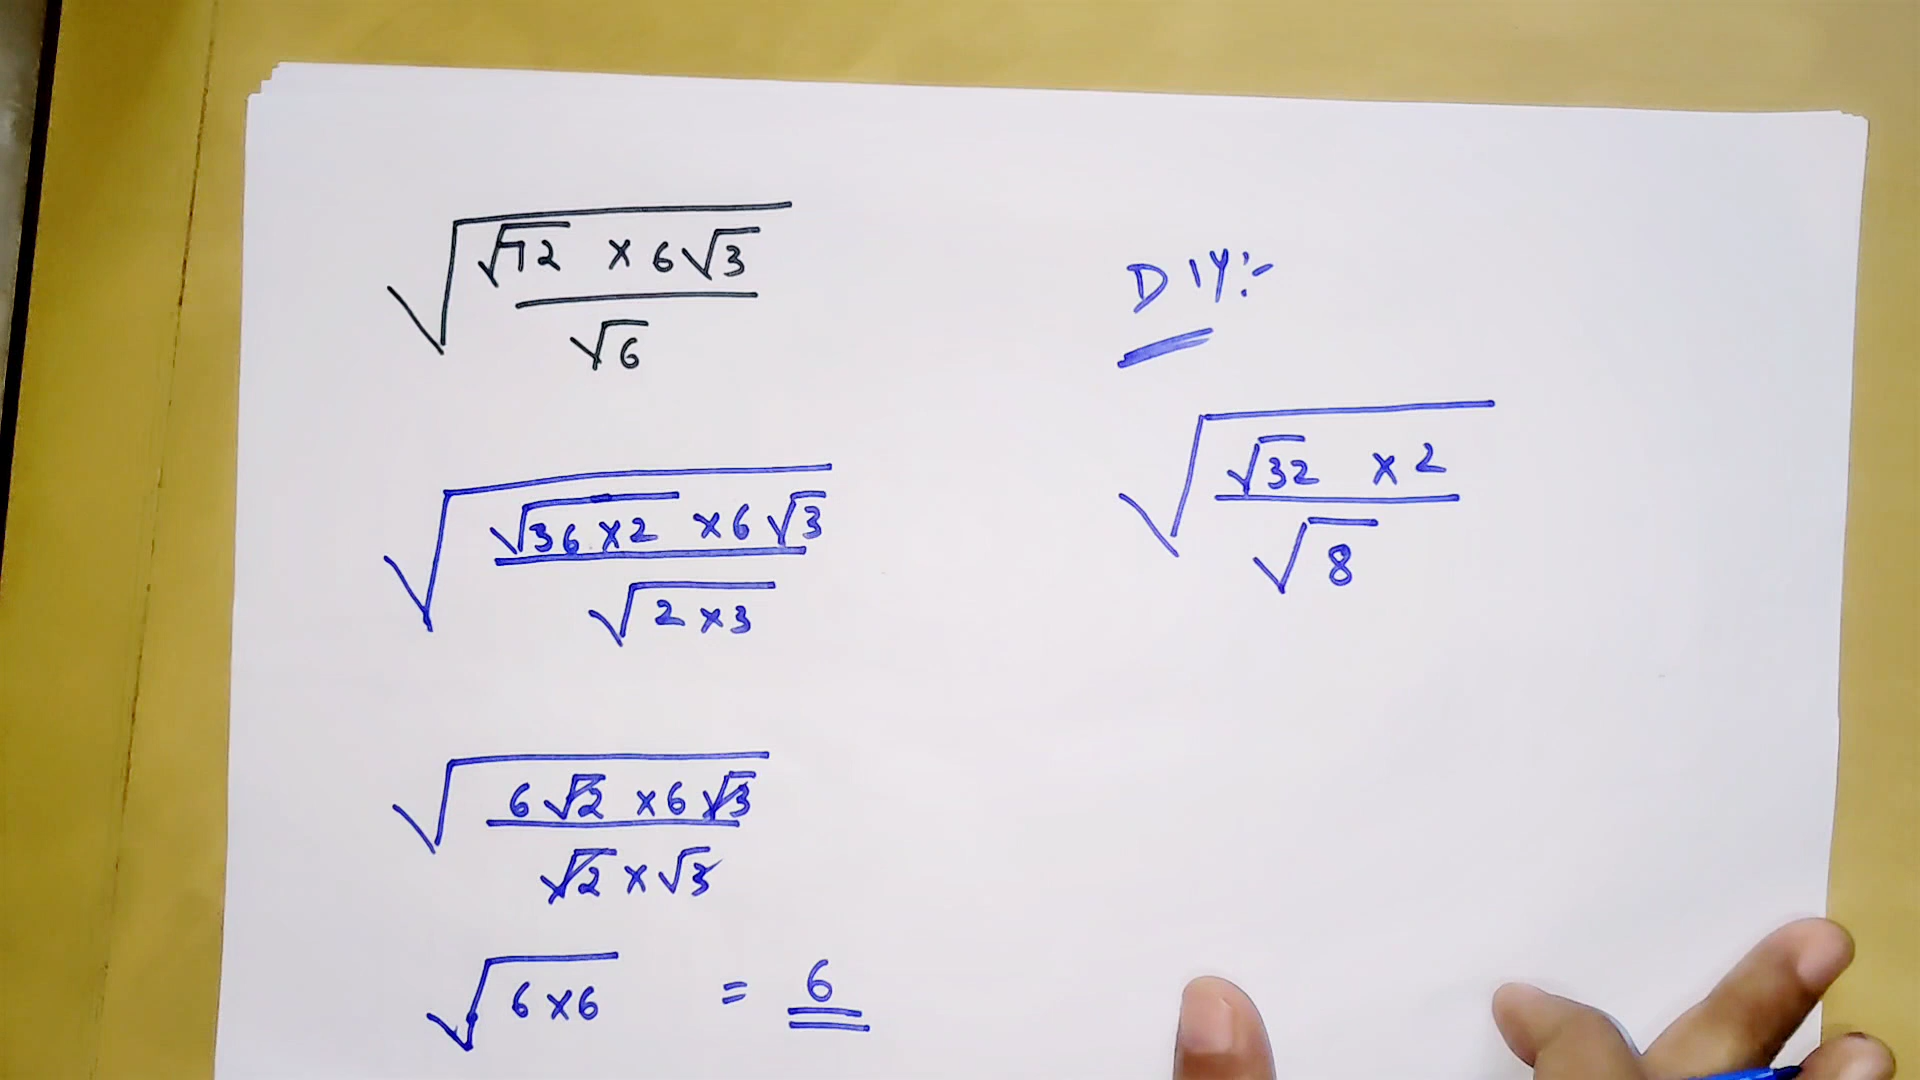 √(√72 × 6√3 / √6)
√(√(36 × 2) × 6√3 / √(2 × 3))
√(6√2 × 6√3 / √2 × √3)
√(6 × 6) = 6
DIY:-
√(√32 × 2 / √8)